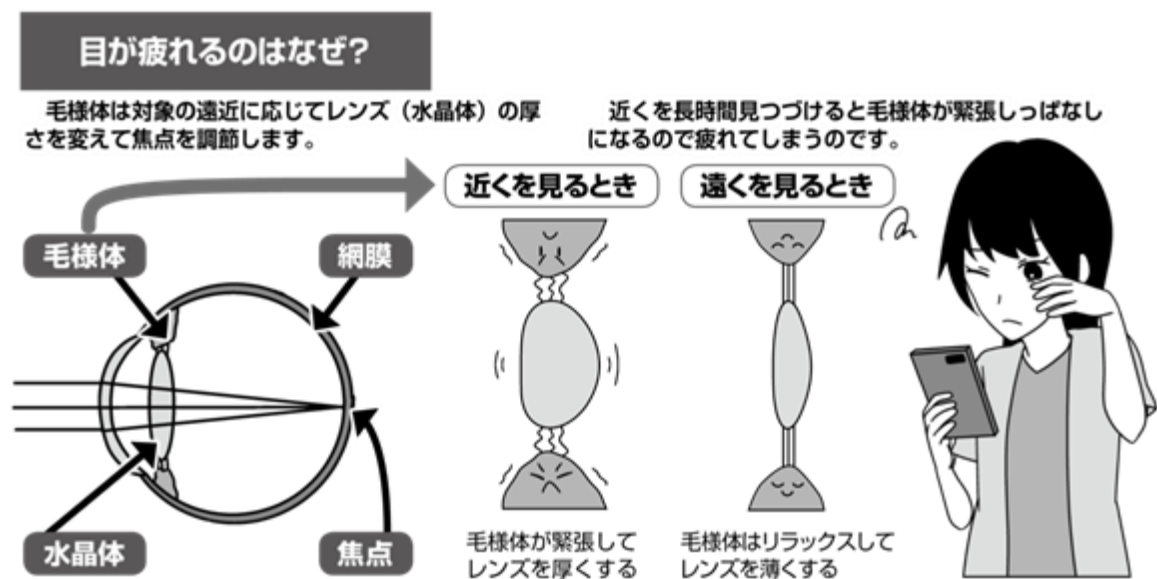 目が疲れるのはなぜ?
毛様体は対象の遠近に応じてレンズ（水晶体）の厚
さを変えて焦点を調節します。
近くを長時間見つづけると毛様体が緊張しっぱなし
になるので疲れてしまうのです。
近くを見るとき
遠くを見るとき
毛様体
網膜
水晶体
焦点
毛様体が緊張して
レンズを厚くする
毛様体はリラックスして
レンズを薄くする